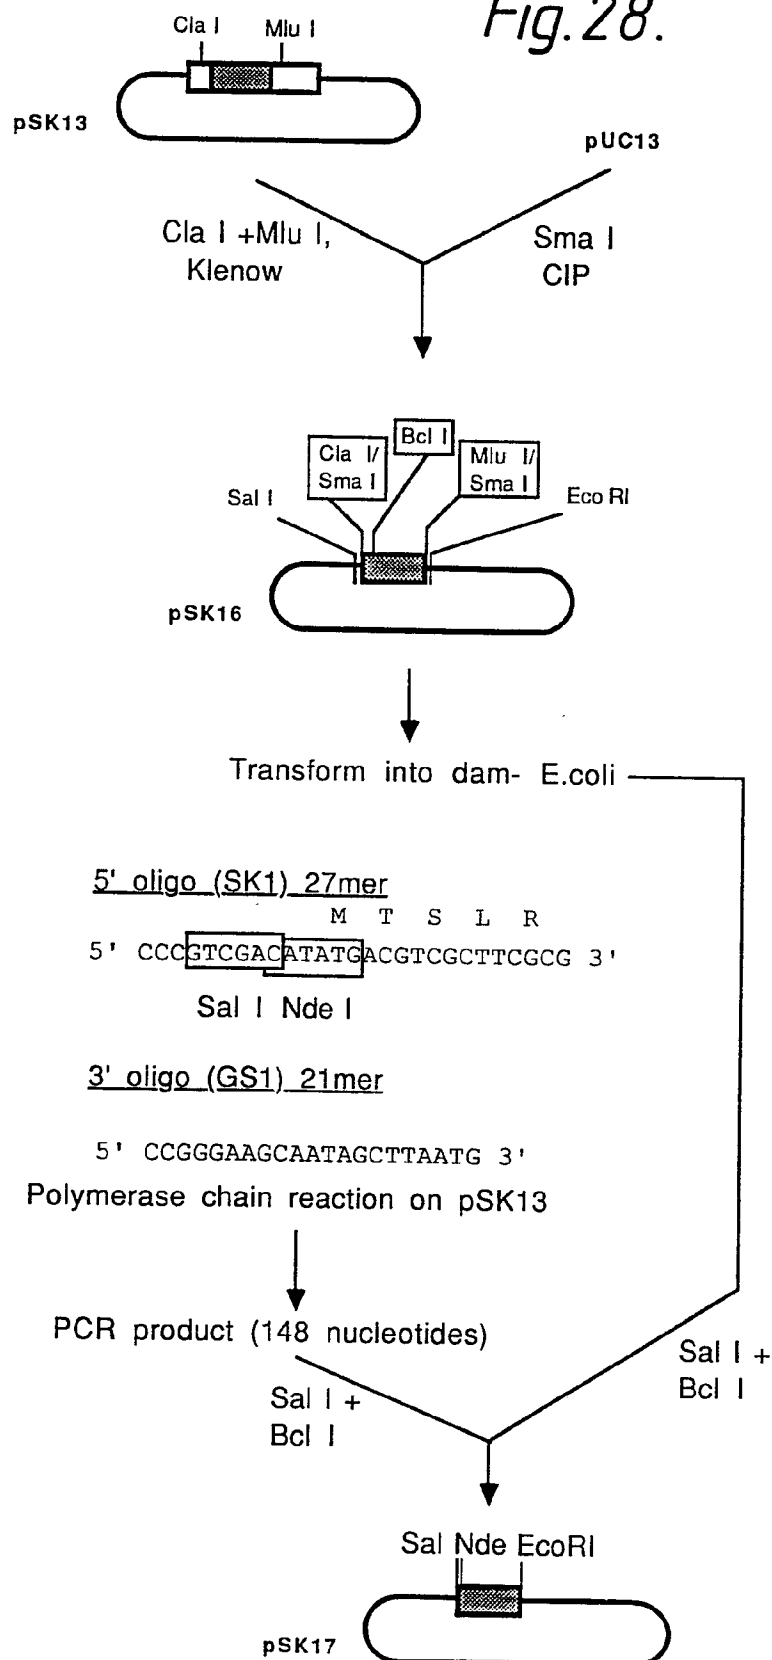 Fig. 28.
Cla I Mlu I
pSK13
pUC13
Cla I +Mlu I,
Klenow
Sma I
CIP
Bcl I
Cla I/
Sma I
Mlu I/
Sma I
Sal I
Eco RI
pSK16
Transform into dam- E.coli
5' oligo (SK1) 27mer
M T S L R
5' CCCGTCGACATATGACGTCGCTTCGCG 3'
Sal I Nde I
3' oligo (GS1) 21mer
5' CCGGGAAGCAATAGCTTAATG 3'
Polymerase chain reaction on pSK13
PCR product (148 nucleotides)
Sal I +
Bcl I
Sal I +
Bcl I
Sal Nde EcoRI
pSK17